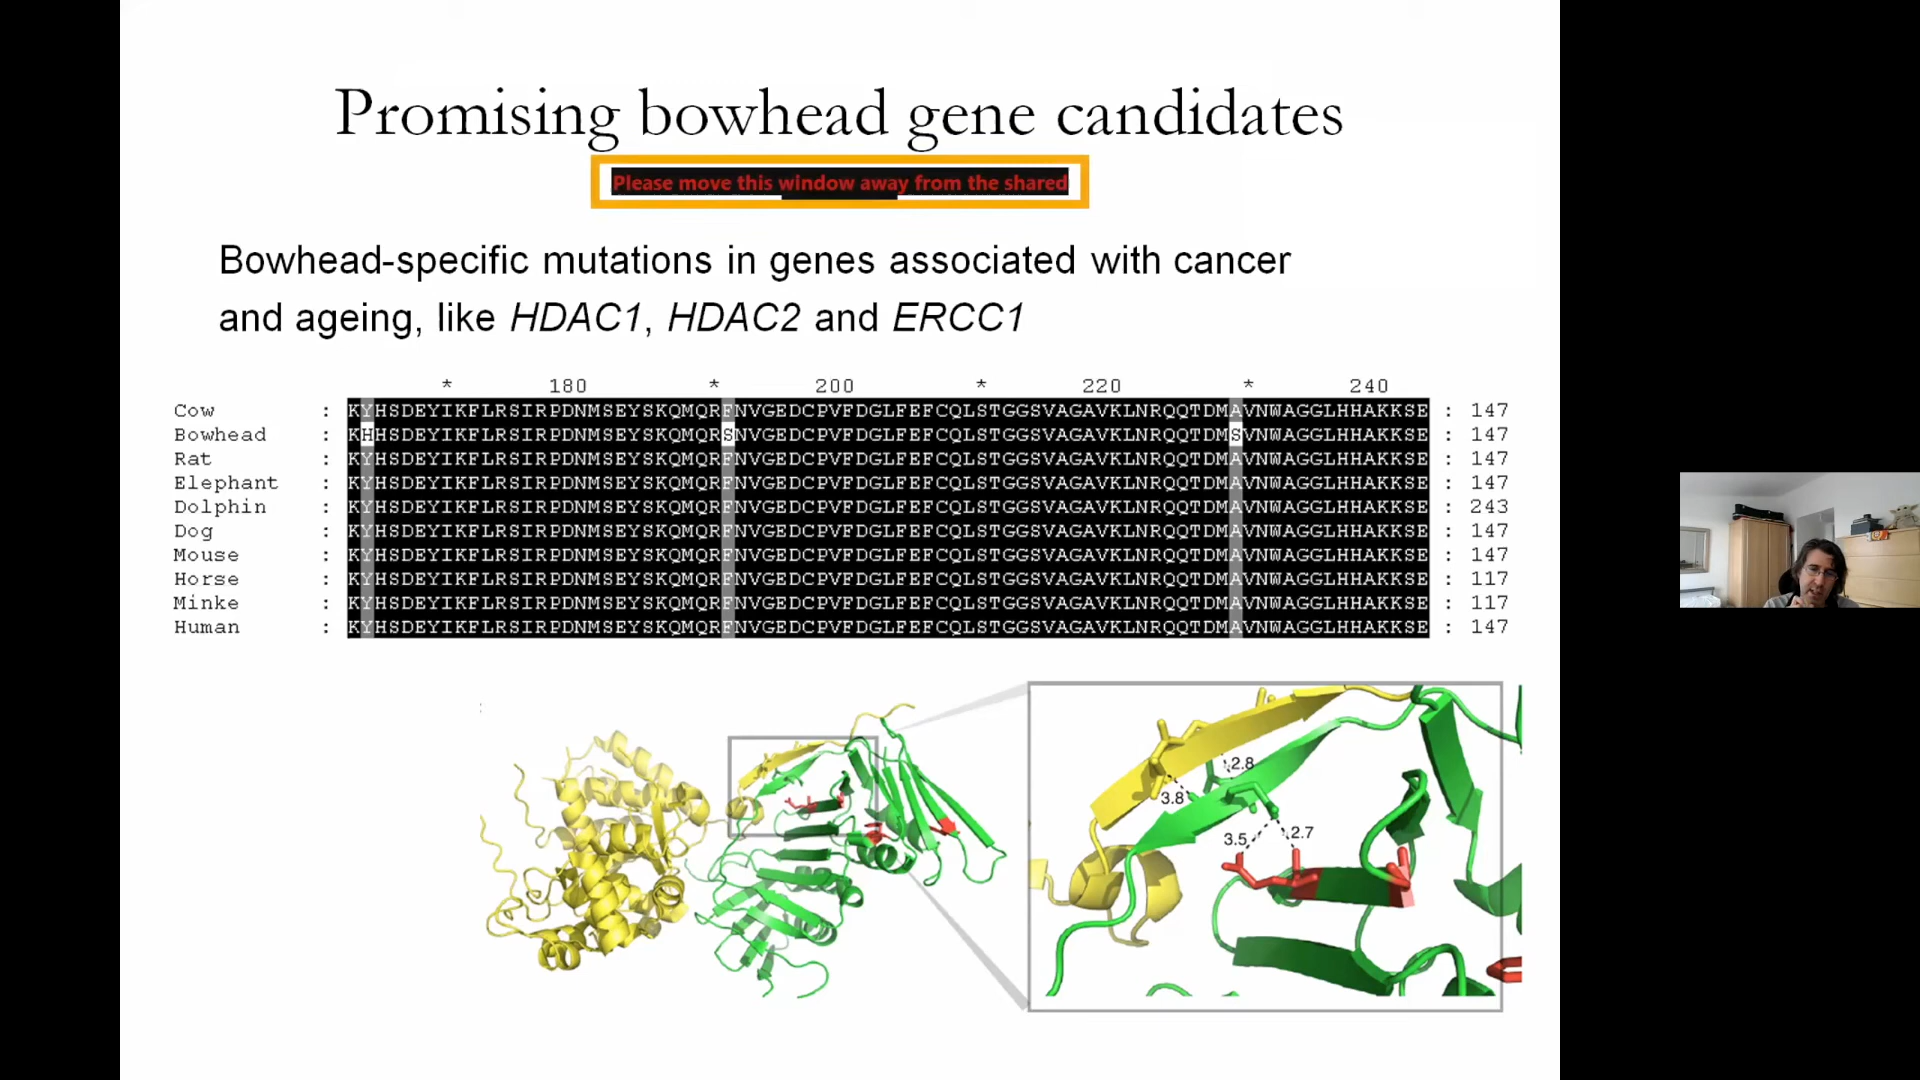 Promising bowhead gene candidates
Please move this window away from the shared
Bowhead-specific mutations in genes associated with cancer
and ageing, like HDAC1, HDAC2 and ERCC1
* 180 * 200 * 220 * 240
Cow : KYHSDEYIKFLRSIRPDNMSEYSKQMQRFNVGEDCPVFDGLFEFCQLSTGGSVAGAVKLNRQQTDMAVNWAGGLHHAKKSE : 147
Bowhead : KHHSDEYIKFLRSIRPDNMSEYSKQMQRSNVGEDCPVFDGLFEFCQLSTGGSVAGAVKLNRQQTDMSVNWAGGLHHAKKSE : 147
Rat : KYHSDEYIKFLRSIRPDNMSEYSKQMQRFNVGEDCPVFDGLFEFCQLSTGGSVAGAVKLNRQQTDMAVNWAGGLHHAKKSE : 147
Elephant : KYHSDEYIKFLRSIRPDNMSEYSKQMQRFNVGEDCPVFDGLFEFCQLSTGGSVAGAVKLNRQQTDMAVNWAGGLHHAKKSE : 147
Dolphin : KYHSDEYIKFLRSIRPDNMSEYSKQMQRFNVGEDCPVFDGLFEFCQLSTGGSVAGAVKLNRQQTDMAVNWAGGLHHAKKSE : 243
Dog : KYHSDEYIKFLRSIRPDNMSEYSKQMQRFNVGEDCPVFDGLFEFCQLSTGGSVAGAVKLNRQQTDMAVNWAGGLHHAKKSE : 147
Mouse : KYHSDEYIKFLRSIRPDNMSEYSKQMQRFNVGEDCPVFDGLFEFCQLSTGGSVAGAVKLNRQQTDMAVNWAGGLHHAKKSE : 147
Horse : KYHSDEYIKFLRSIRPDNMSEYSKQMQRFNVGEDCPVFDGLFEFCQLSTGGSVAGAVKLNRQQTDMAVNWAGGLHHAKKSE : 117
Minke : KYHSDEYIKFLRSIRPDNMSEYSKQMQRFNVGEDCPVFDGLFEFCQLSTGGSVAGAVKLNRQQTDMAVNWAGGLHHAKKSE : 117
Human : KYHSDEYIKFLRSIRPDNMSEYSKQMQRFNVGEDCPVFDGLFEFCQLSTGGSVAGAVKLNRQQTDMAVNWAGGLHHAKKSE : 147
2.8
3.8
3.5 2.7